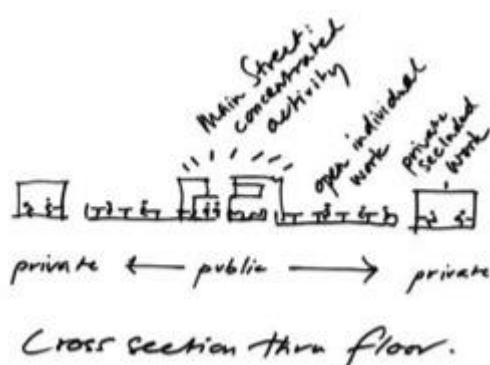 Main Street:
concentrated
activity
open individual
work
private
secluded
work
private ← public → private
Cross section thru floor.